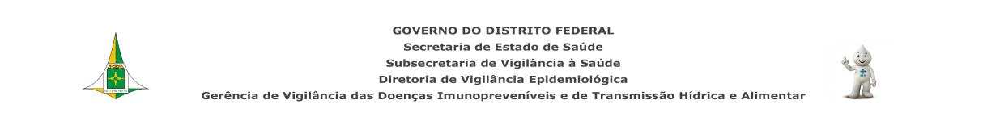 GOVERNO DO DISTRITO FEDERAL
Secretaria de Estado de Saúde
Subsecretaria de Vigilância à Saúde
Diretoria de Vigilância Epidemiológica
Gerência de Vigilância das Doenças Imunopreveníveis e de Transmissão Hídrica e Alimentar